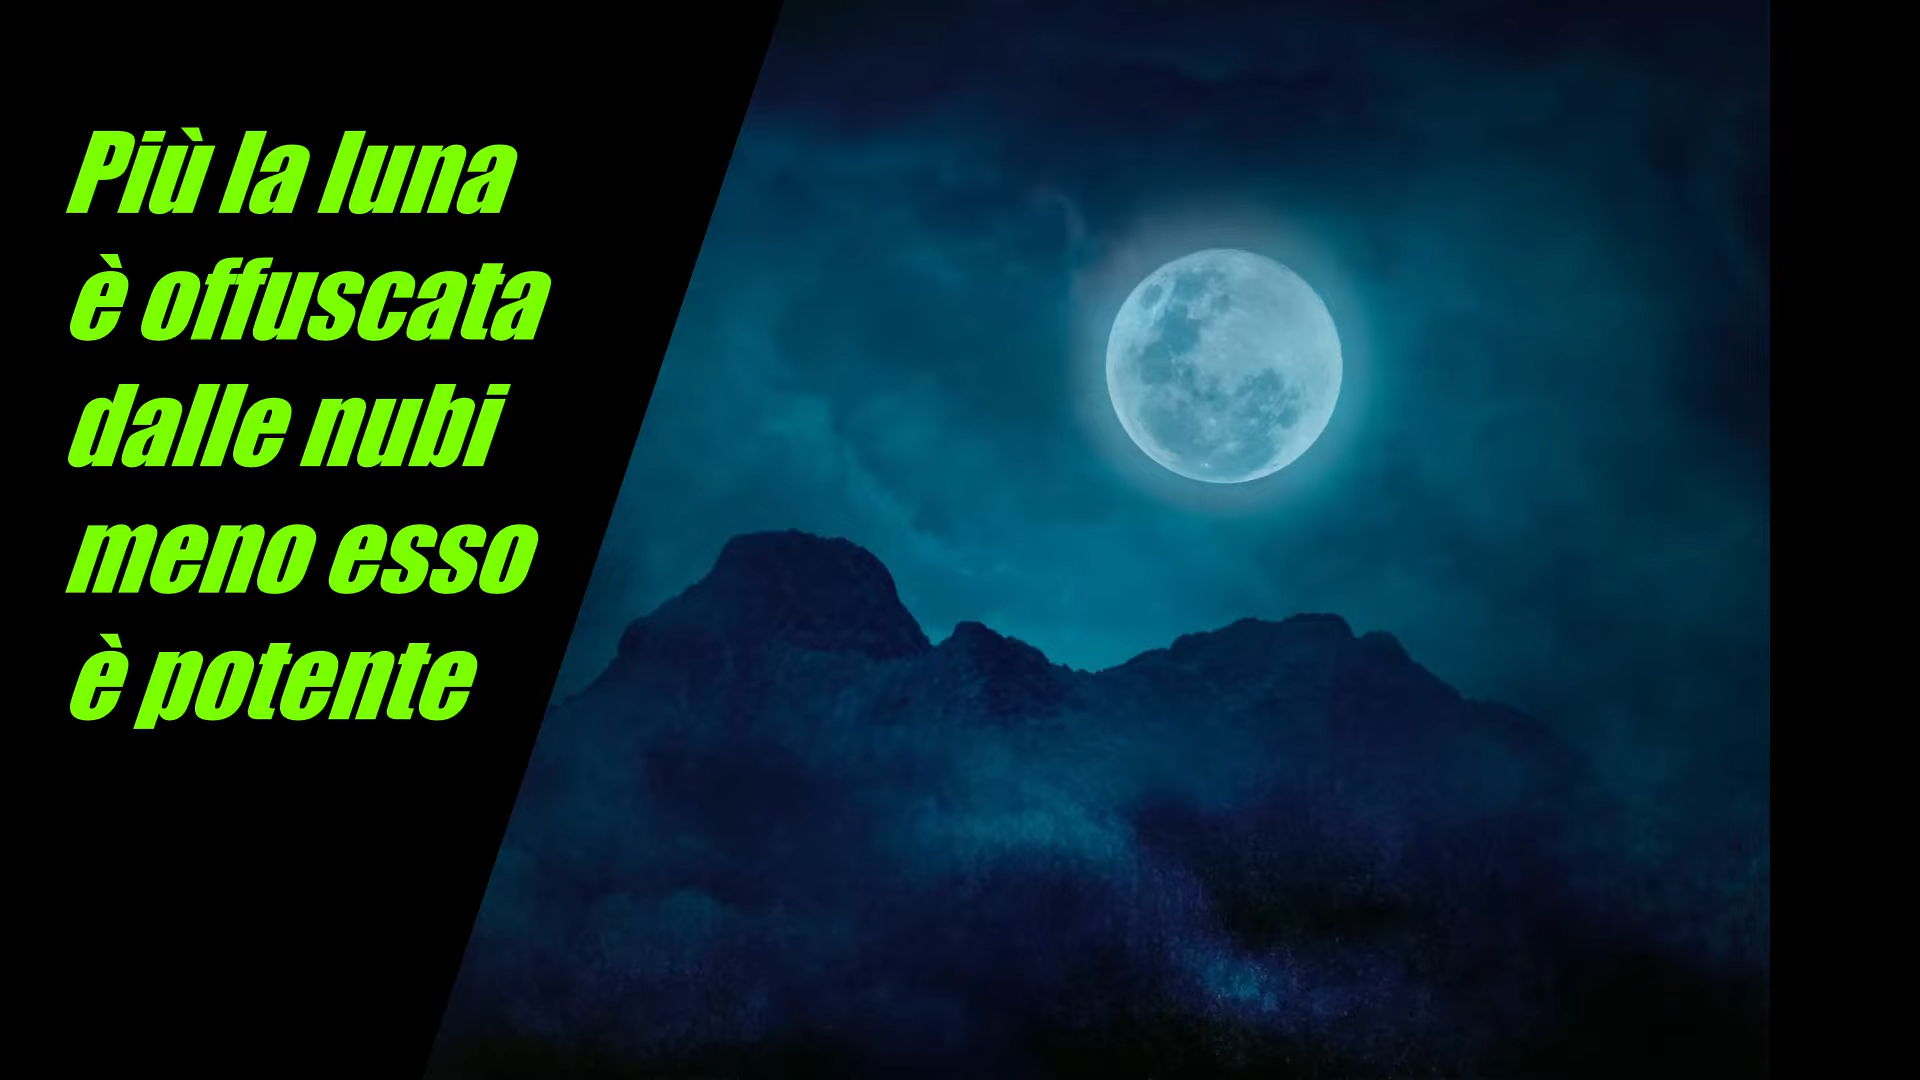 Più la luna
è offuscata
dalle nubi
meno esso
è potente